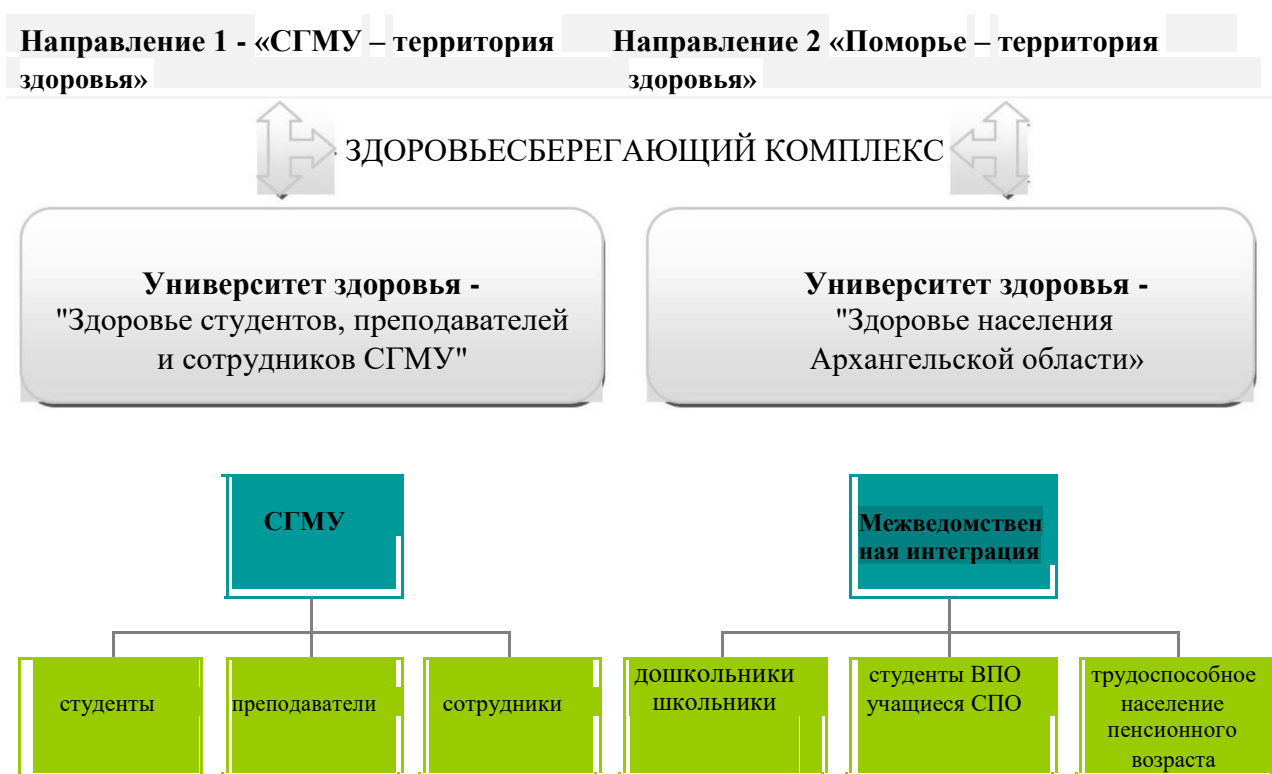 Направление 1 - «СГМУ – территория здоровья»
Направление 2 «Поморье – территория здоровья»
- ЗДОРОВЬЕСБЕРЕГАЮЩИЙ КОМПЛЕКС
Университет здоровья -
"Здоровье студентов, преподавателей
и сотрудников СГМУ"
Университет здоровья -
"Здоровье населения
Архангельской области»
СГМУ
Межведомствен
ная интеграция
студенты
преподаватели
сотрудники
дошкольники
школьники
студенты ВПО
учащиеся СПО
трудоспособное
население
пенсионного
возраста